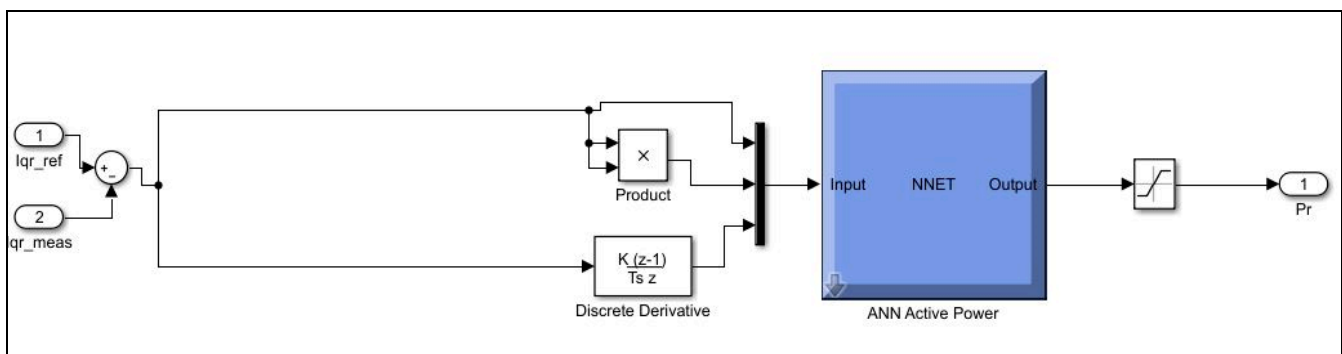 1
Iqr_ref
+
−
2
qr_meas
×
Product
K (z-1)
Ts z
Discrete Derivative
Input NNET Output
ANN Active Power
1
Pr